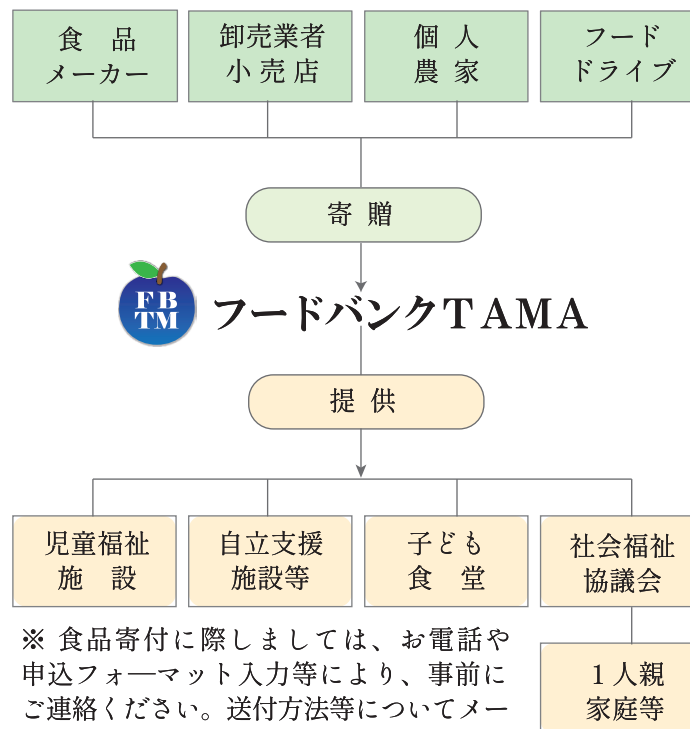 食 品
メーカー
卸売業者
小売店
個 人
農 家
フード
ドライブ
寄 贈
FB
TM
フードバンクTAMA
提 供
児童福祉
施 設
自立支援
施設等
子ども
食 堂
社会福祉
協議会
1人親
家庭等
※ 食品寄付に際しましては、お電話や
申込フォ―マット入力等により、事前に
ご連絡ください。送付方法等についてメー